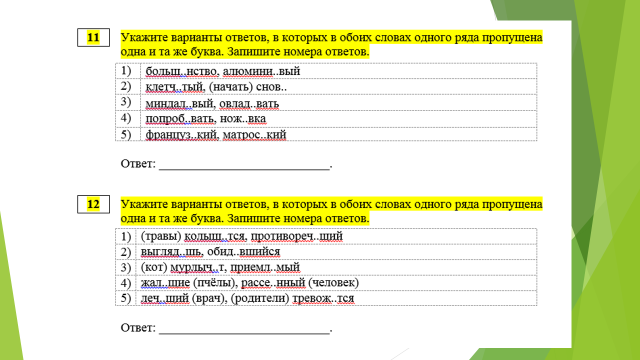 11 Укажите варианты ответов, в которых в обоих словах одного ряда пропущена
одна и та же буква. Запишите номера ответов.
1) больш..нство, алюмини..вый
2) клетч..тый, (начать) снов..
3) миндал..вый, овлад..вать
4) попроб..вать, нож..вка
5) француз..кий, матрос..кий
Ответ: ___________________________.
12 Укажите варианты ответов, в которых в обоих словах одного ряда пропущена
одна и та же буква. Запишите номера ответов.
1) (травы) колыш..тся, противореч..щий
2) выгляд..шь, обид..вшийся
3) (кот) мурлыч..т, приемл..мый
4) жал..щие (пчёлы), рассе..нный (человек)
5) леч..щий (врач), (родители) тревож..тся
Ответ: ___________________________.